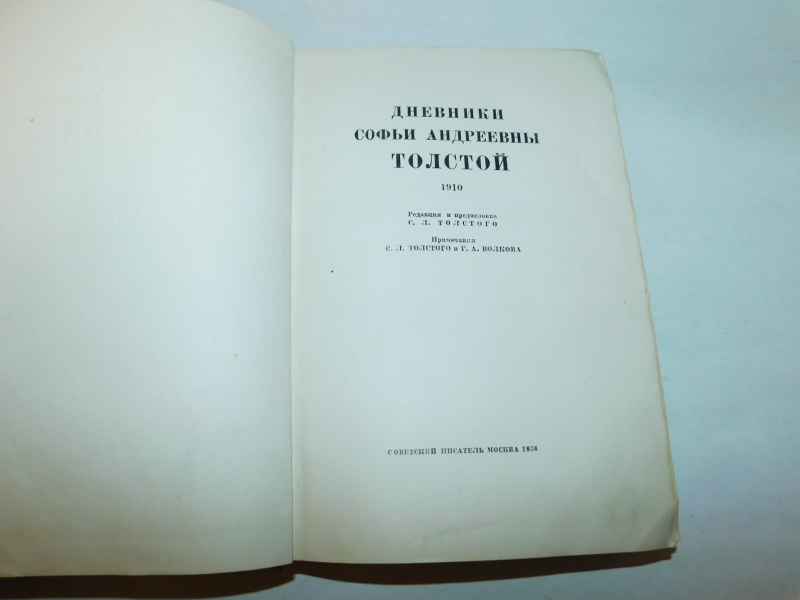 ДНЕВНИКИ
СОФЬИ АНДРЕЕВНЫ
ТОЛСТОЙ
1910
Редакция и предисловие
С. Л. ТОЛСТОГО
Примечания
С. Л. ТОЛСТОГО и Г. А. ВОЛКОВА
СОВЕТСКИЙ ПИСАТЕЛЬ МОСКВА 1936